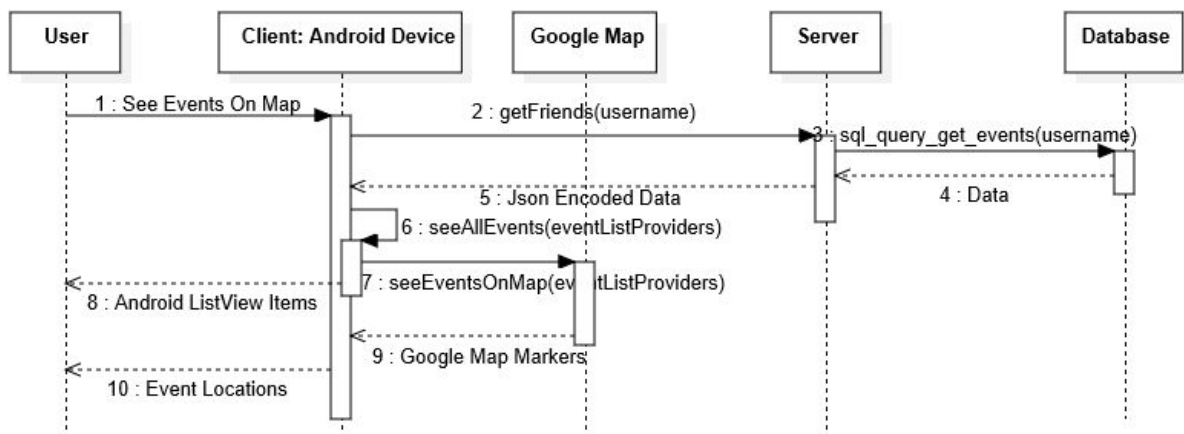 User
Client: Android Device
Google Map
Server
Database
1 : See Events On Map
2 : getFriends(username)
3 : sql_query_get_events(username)
4 : Data
5 : Json Encoded Data
6 : seeAllEvents(eventListProviders)
7 : seeEventsOnMap(eventListProviders)
8 : Android ListView Items
9 : Google Map Markers
10 : Event Locations